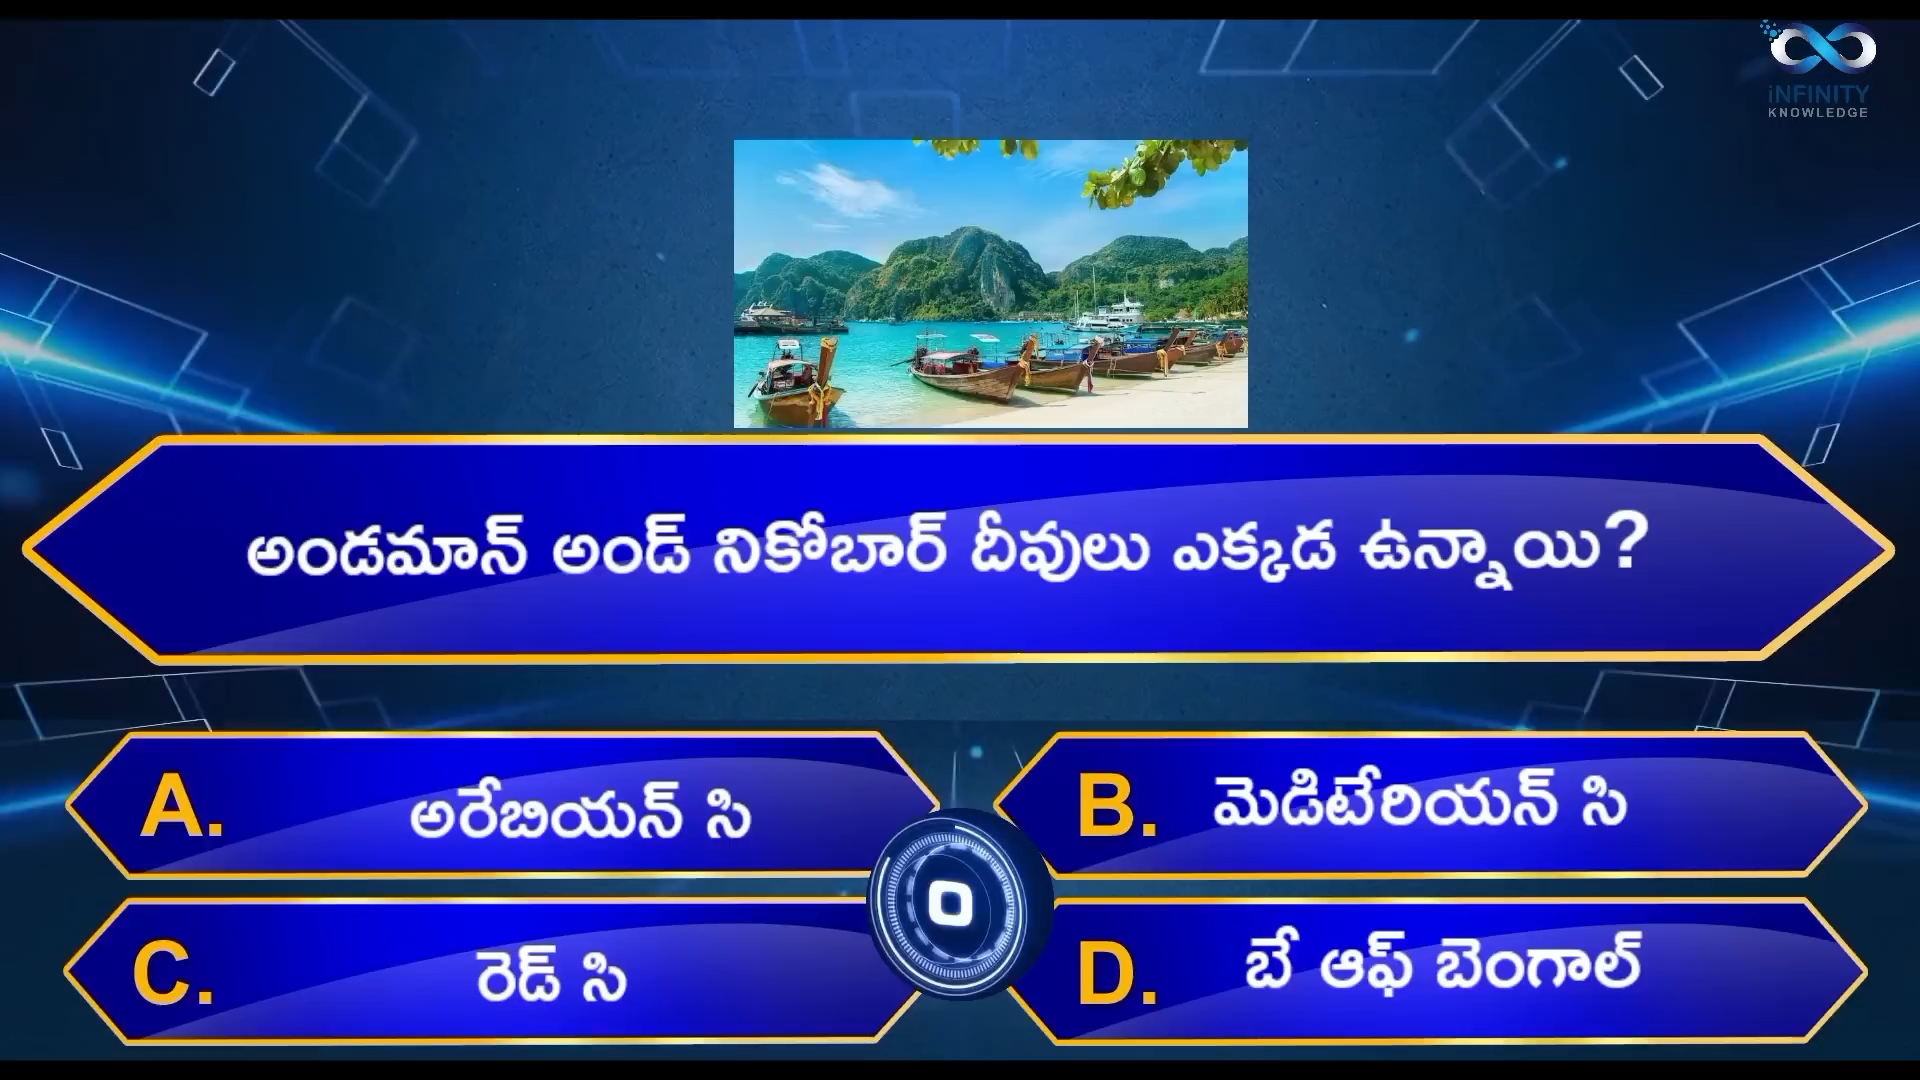 iNFINITY
KNOWLEDGE
అండమాన్ అండ్ నికోబార్ దీవులు ఎక్కడ ఉన్నాయి?
A. అరేబియన్ సి
B. మెడిటేరియన్ సి
0
C. రెడ్ సి
D. బే ఆఫ్ బెంగాల్